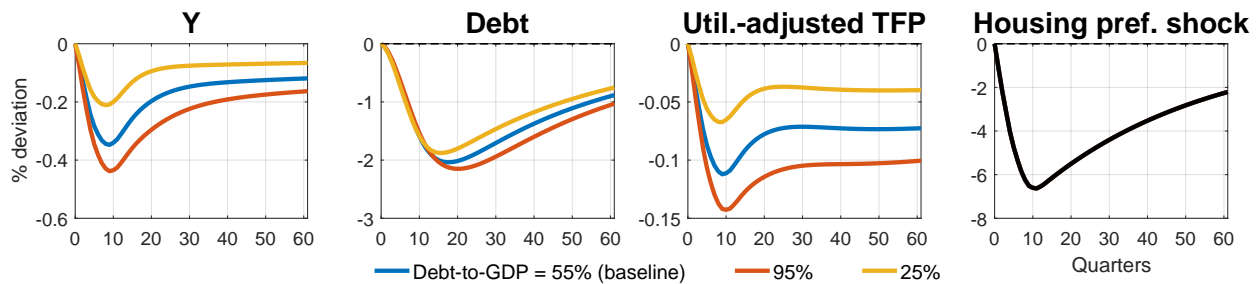 Y
Debt
Util.-adjusted TFP
Housing pref. shock
% deviation
0
-0.2
-0.4
-0.6
0 10 20 30 40 50 60
0
-1
-2
-3
0 10 20 30 40 50 60
0
-0.05
-0.1
-0.15
0 10 20 30 40 50 60
0
-2
-4
-6
-8
0 10 20 30 40 50 60
Quarters
Debt-to-GDP = 55% (baseline) 95% 25%